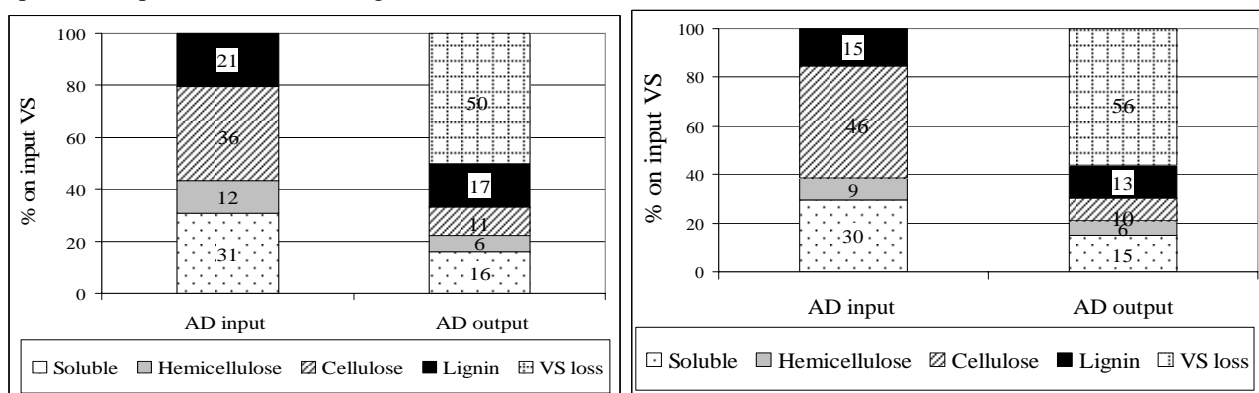 % on input VS
100
80
60
40
20
0
21
36
12
31
50
17
11
6
16
AD input
AD output
Soluble
Hemicellulose
Cellulose
Lignin
VS loss
% on input VS
100
80
60
40
20
0
15
46
9
30
56
13
10
6
15
AD input
AD output
Soluble
Hemicellulose
Cellulose
Lignin
VS loss